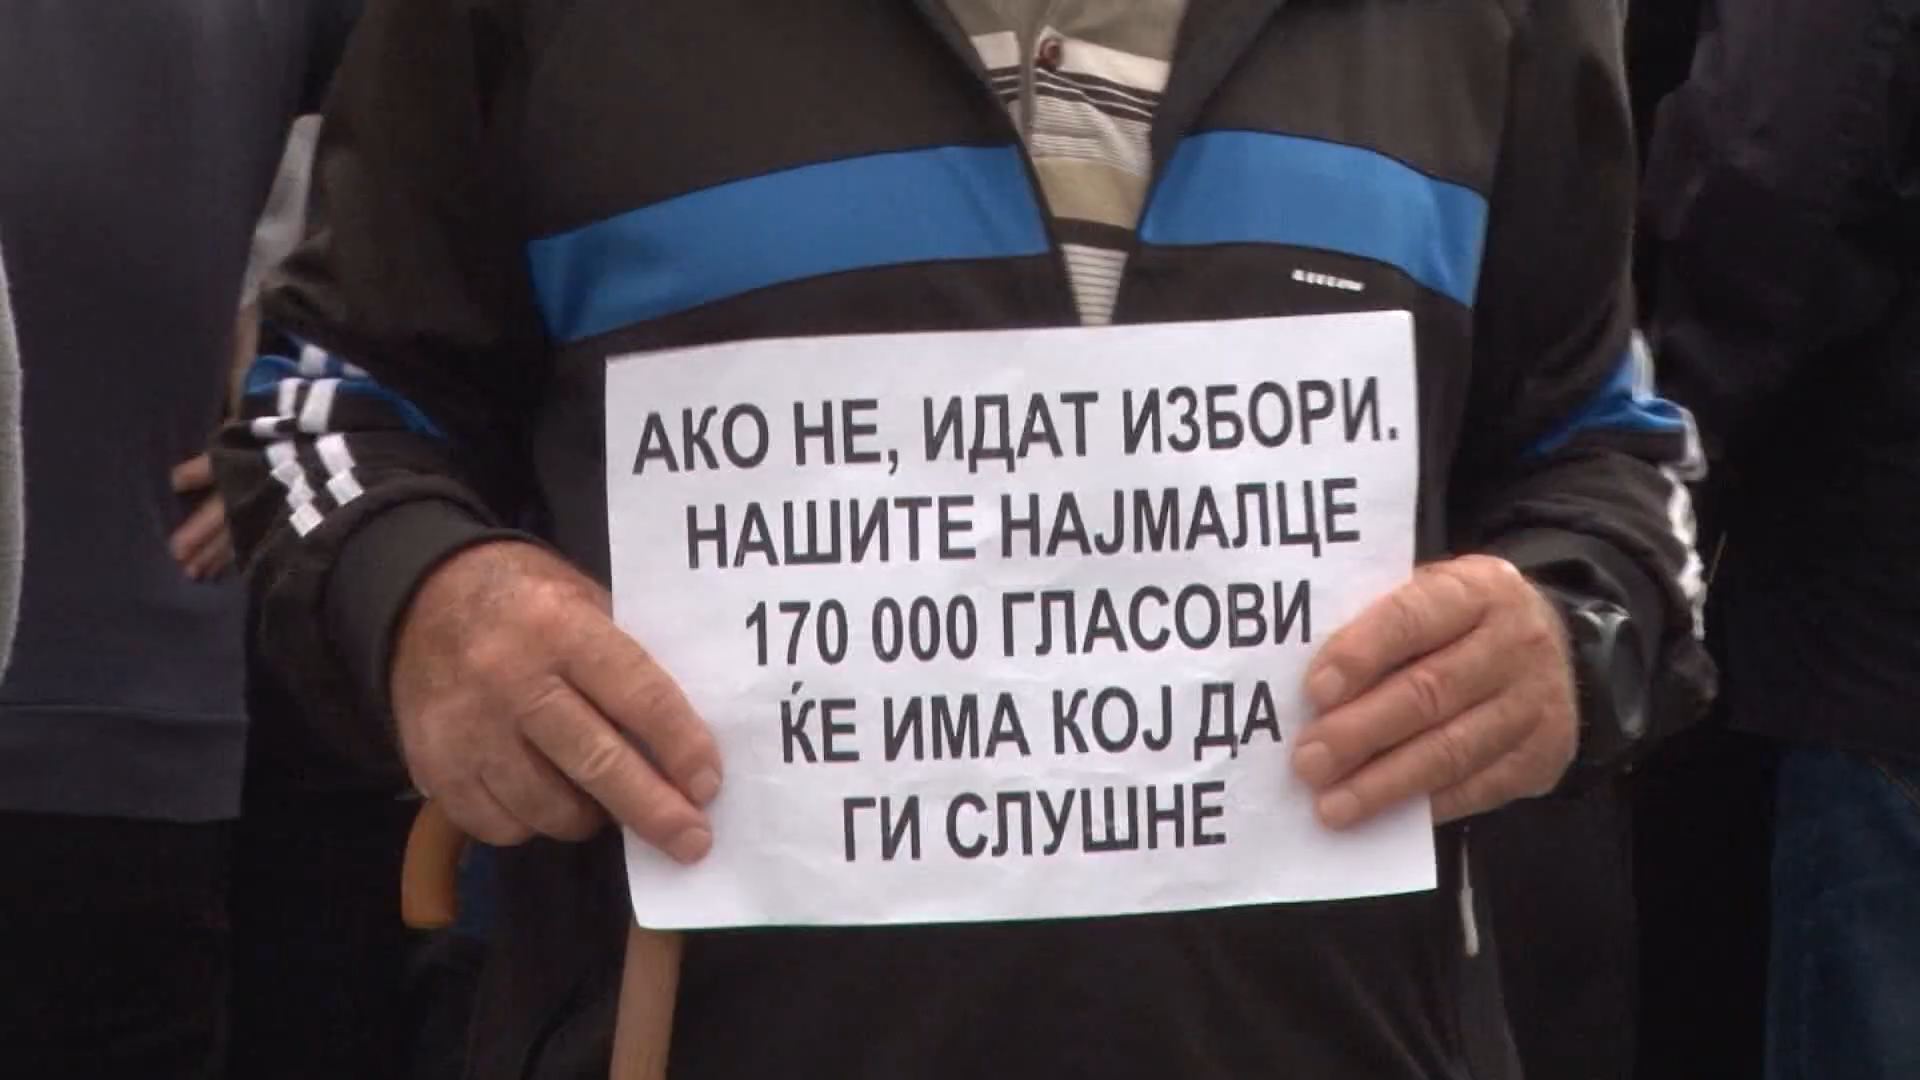 АКО НЕ, ИДАТ ИЗБОРИ.
НАШИТЕ НАЈМАЛЦЕ
170 000 ГЛАСОВИ
ЌЕ ИМА КОЈ ДА
ГИ СЛУШНЕ